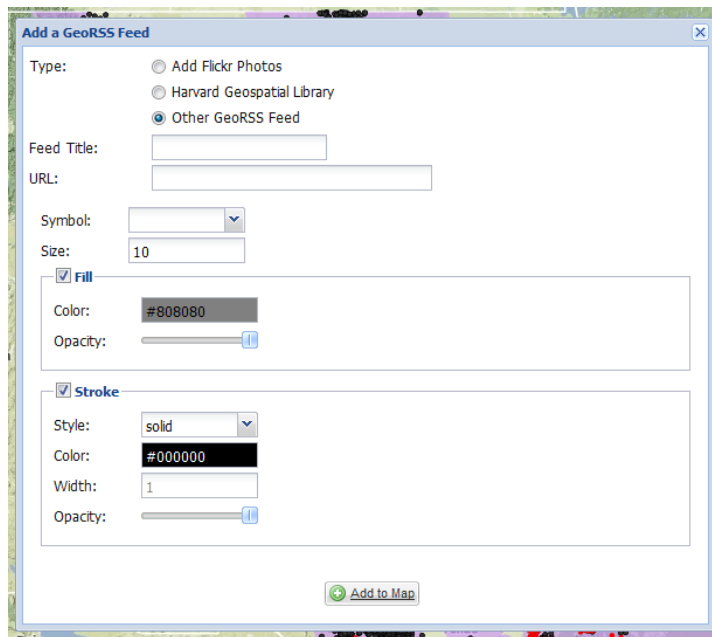 Add a GeoRSS Feed
Type:
Add Flickr Photos
Harvard Geospatial Library
Other GeoRSS Feed
Feed Title:
URL:
Symbol:
Size: 10
Fill
Color: #808080
Opacity:
Stroke
Style: solid
Color: #000000
Width: 1
Opacity:
Add to Map